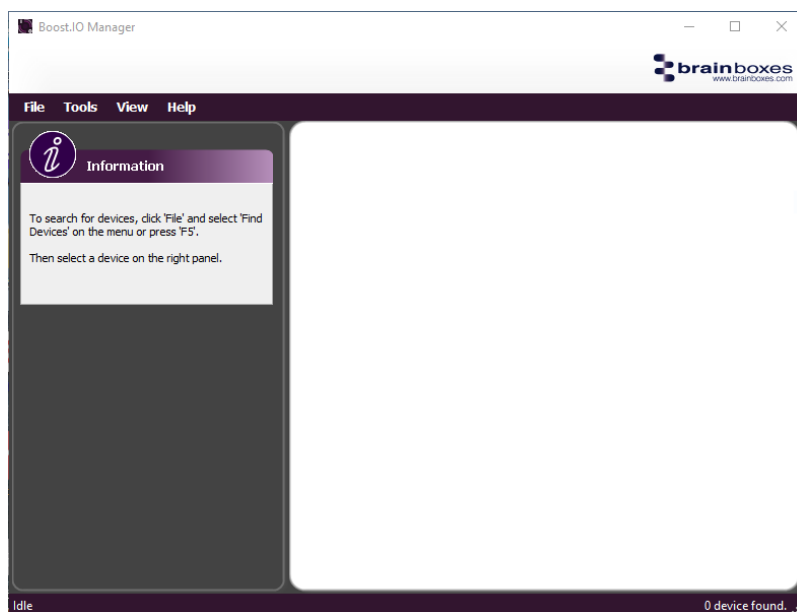 Boost.IO Manager
brainboxes
www.brainboxes.com
File Tools View Help
Information
To search for devices, click 'File' and select 'Find
Devices' on the menu or press 'F5'.
Then select a device on the right panel.
Idle
0 device found.